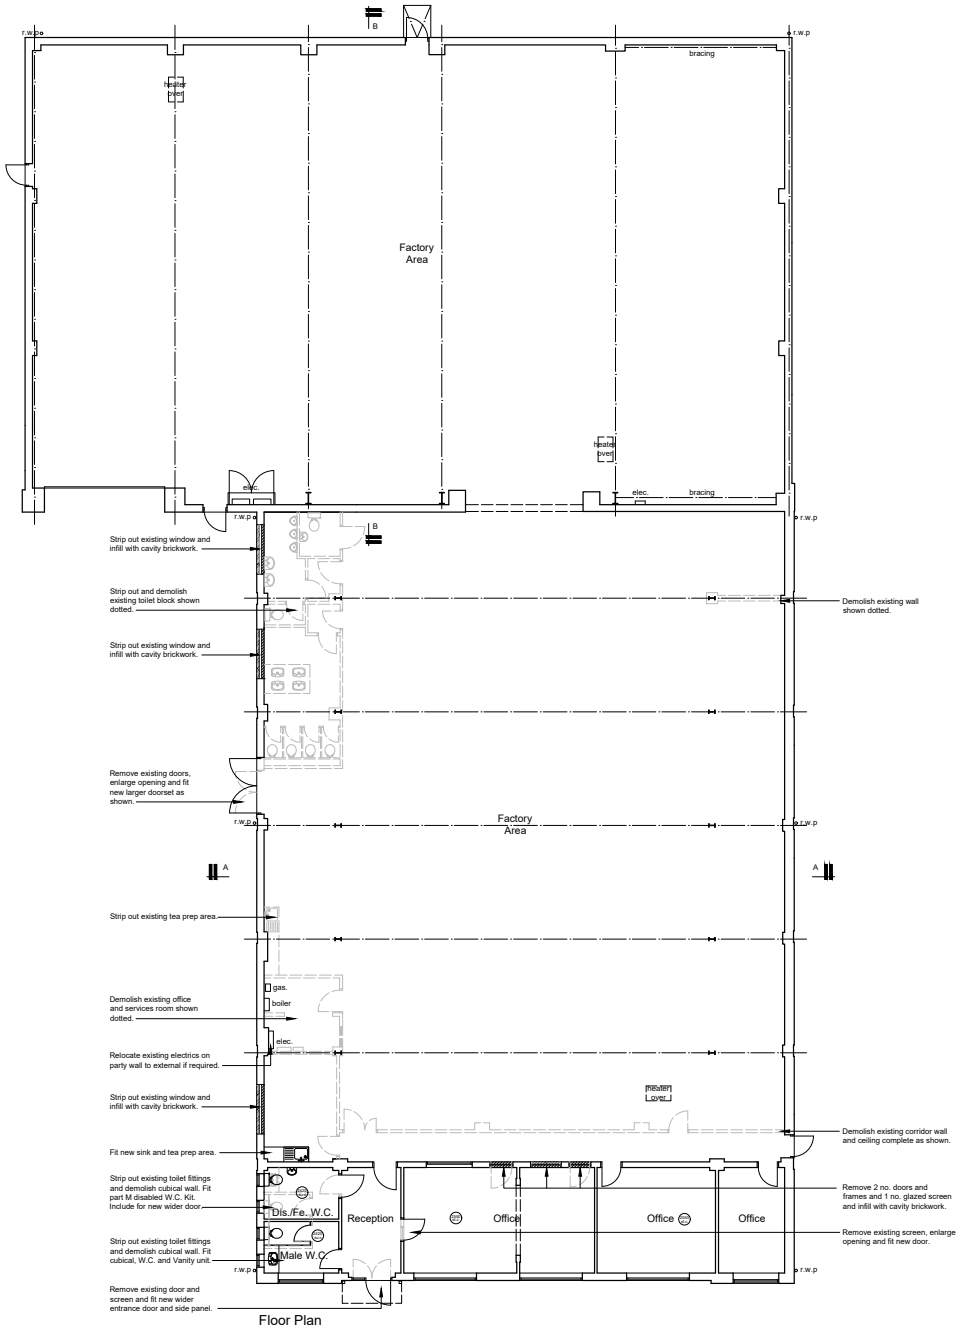 B
r.w.p
r.w.p
bracing
heater
over
Factory
Area
heater
over
elec.
elec.
bracing
r.w.p
B
r.w.p
Strip out existing window and
infill with cavity brickwork.
Strip out and demolish
existing toilet block shown
dotted.
Demolish existing wall
shown dotted.
Strip out existing window and
infill with cavity brickwork.
Remove existing doors,
enlarge opening and fit
new larger doorset as
shown.
r.w.p
Factory
Area
r.w.p
A
A
Strip out existing tea prep area.
gas.
Demolish existing office
and services room shown
dotted.
boiler
elec.
Relocate existing electrics on
party wall to external if required.
heater
over
Strip out existing window and
infill with cavity brickwork.
Demolish existing corridor wall
and ceiling complete as shown.
Fit new sink and tea prep area.
Strip out existing toilet fittings
and demolish cubical wall. Fit
part M disabled W.C. Kit.
Include for new wider door.
Remove 2 no. doors and
frames and 1 no. glazed screen
and infill with cavity brickwork.
Dis./Fe. W.C.
Reception
Office
Office
Office
Remove existing screen, enlarge
opening and fit new door.
Strip out existing toilet fittings
and demolish cubical wall. Fit
cubical, W.C. and Vanity unit.
Male W.C.
r.w.p
r.w.p
Remove existing door and
screen and fit new wider
entrance door and side panel.
Floor Plan